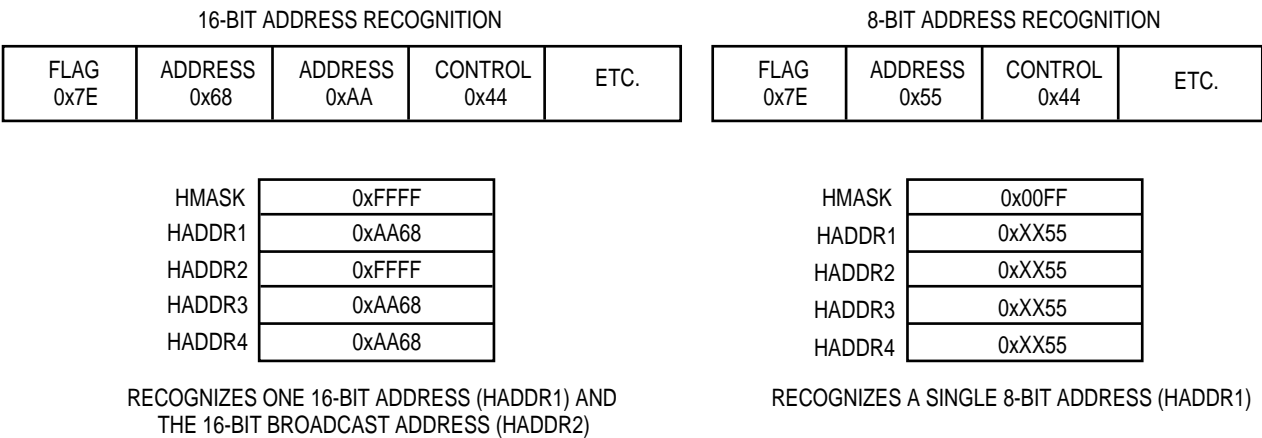 16-BIT ADDRESS RECOGNITION
FLAG ADDRESS ADDRESS CONTROL ETC.
0x7E 0x68 0xAA 0x44
HMASK 0xFFFF
HADDR1 0xAA68
HADDR2 0xFFFF
HADDR3 0xAA68
HADDR4 0xAA68
RECOGNIZES ONE 16-BIT ADDRESS (HADDR1) AND
THE 16-BIT BROADCAST ADDRESS (HADDR2)
8-BIT ADDRESS RECOGNITION
FLAG ADDRESS CONTROL ETC.
0x7E 0x55 0x44
HMASK 0x00FF
HADDR1 0xXX55
HADDR2 0xXX55
HADDR3 0xXX55
HADDR4 0xXX55
RECOGNIZES A SINGLE 8-BIT ADDRESS (HADDR1)